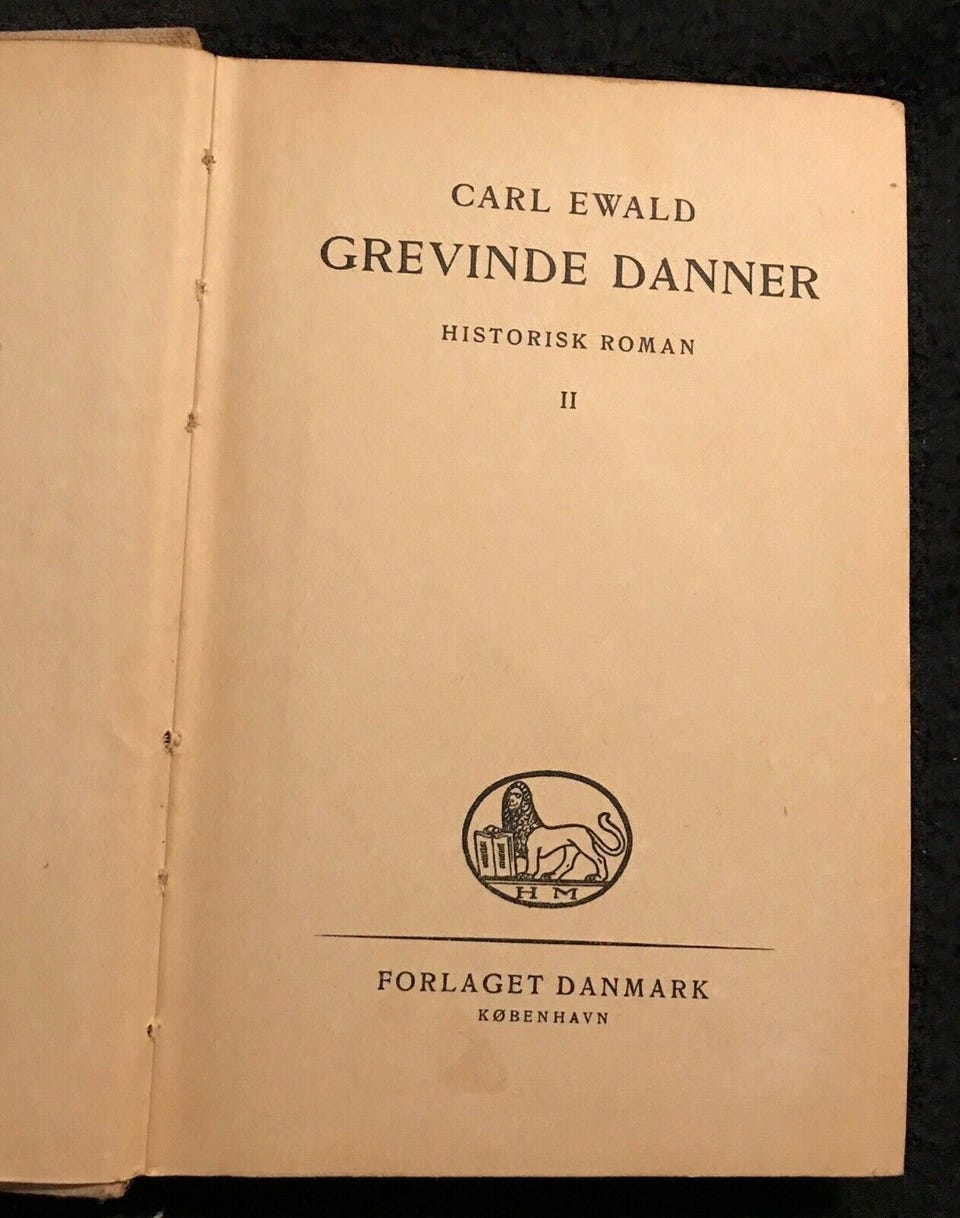 CARL EWALD
GREVINDE DANNER
HISTORISK ROMAN
II
H M
FORLAGET DANMARK
KØBENHAVN